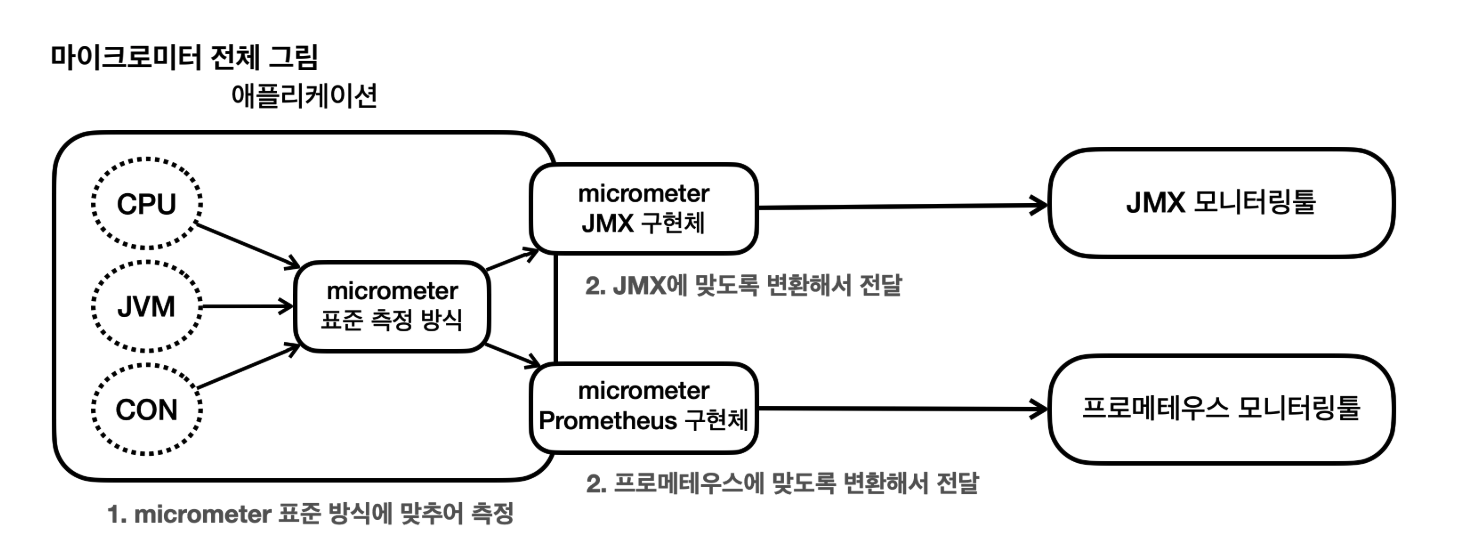 마이크로미터 전체 그림
애플리케이션
CPU
JVM
CON
micrometer
표준 측정 방식
micrometer
JMX 구현체
JMX 모니터링툴
2. JMX에 맞도록 변환해서 전달
micrometer
Prometheus 구현체
프로메테우스 모니터링툴
2. 프로메테우스에 맞도록 변환해서 전달
1. micrometer 표준 방식에 맞추어 측정